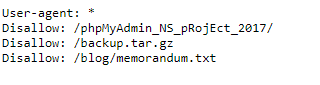 User-agent: *
Disallow: /phpMyAdmin_NS_pRojEct_2017/
Disallow: /backup.tar.gz
Disallow: /blog/memorandum.txt